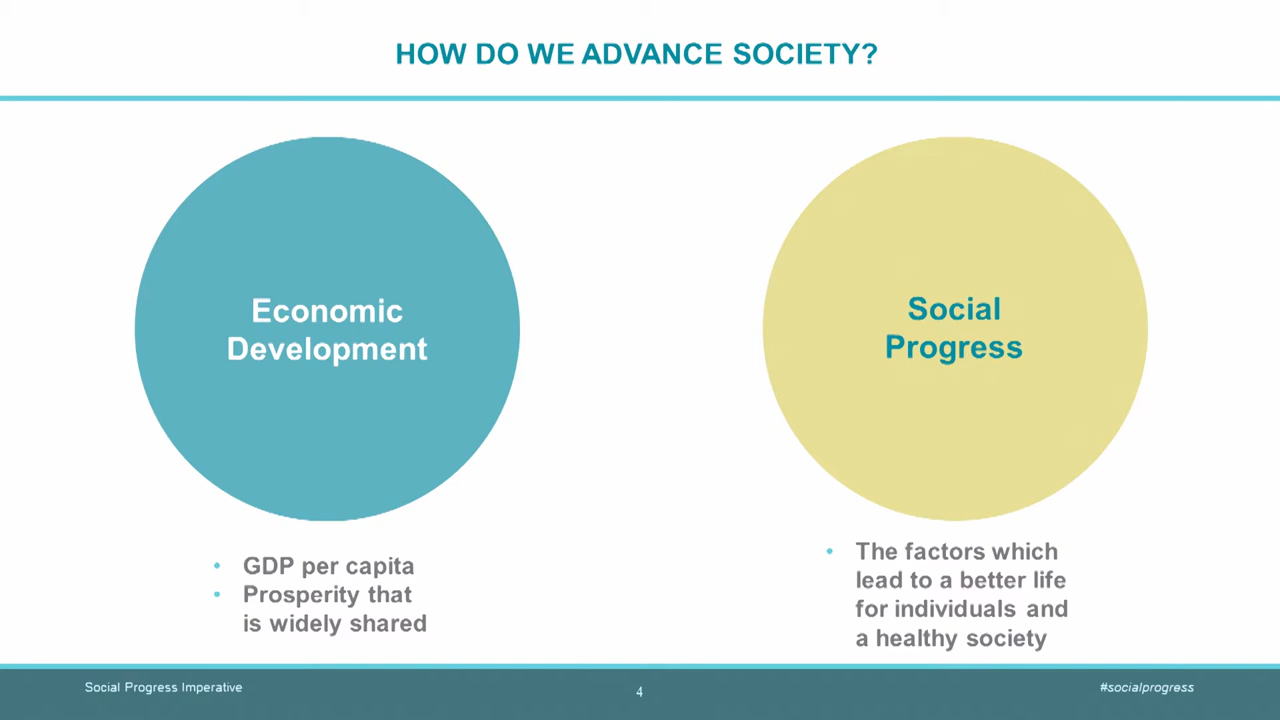 HOW DO WE ADVANCE SOCIETY?
Economic
Development
• GDP per capita
• Prosperity that
is widely shared
Social
Progress
• The factors which
lead to a better life
for individuals and
a healthy society
Social Progress Imperative
4
#socialprogress